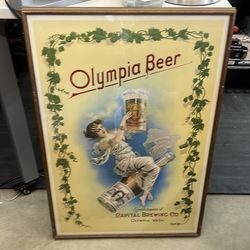 Olympia Beer
Compliments of
CAPITAL BREWING CO.
OLYMPIA, WASH.